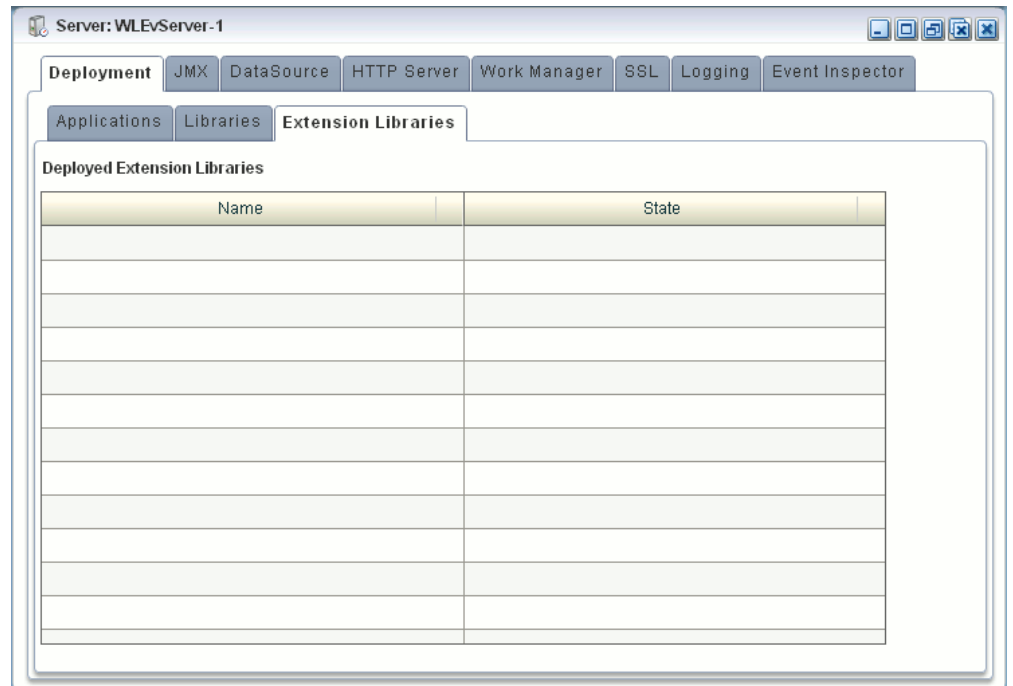 Server: WLEvServer-1
Deployment JMX DataSource HTTP Server Work Manager SSL Logging Event Inspector
Applications Libraries Extension Libraries
Deployed Extension Libraries
Name State